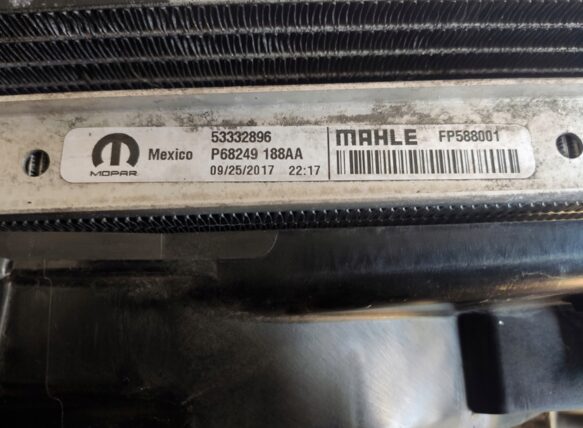 MOPAR
Mexico
53332896
P68249 188AA
09/25/2017 22:17
MAHLE FP588001